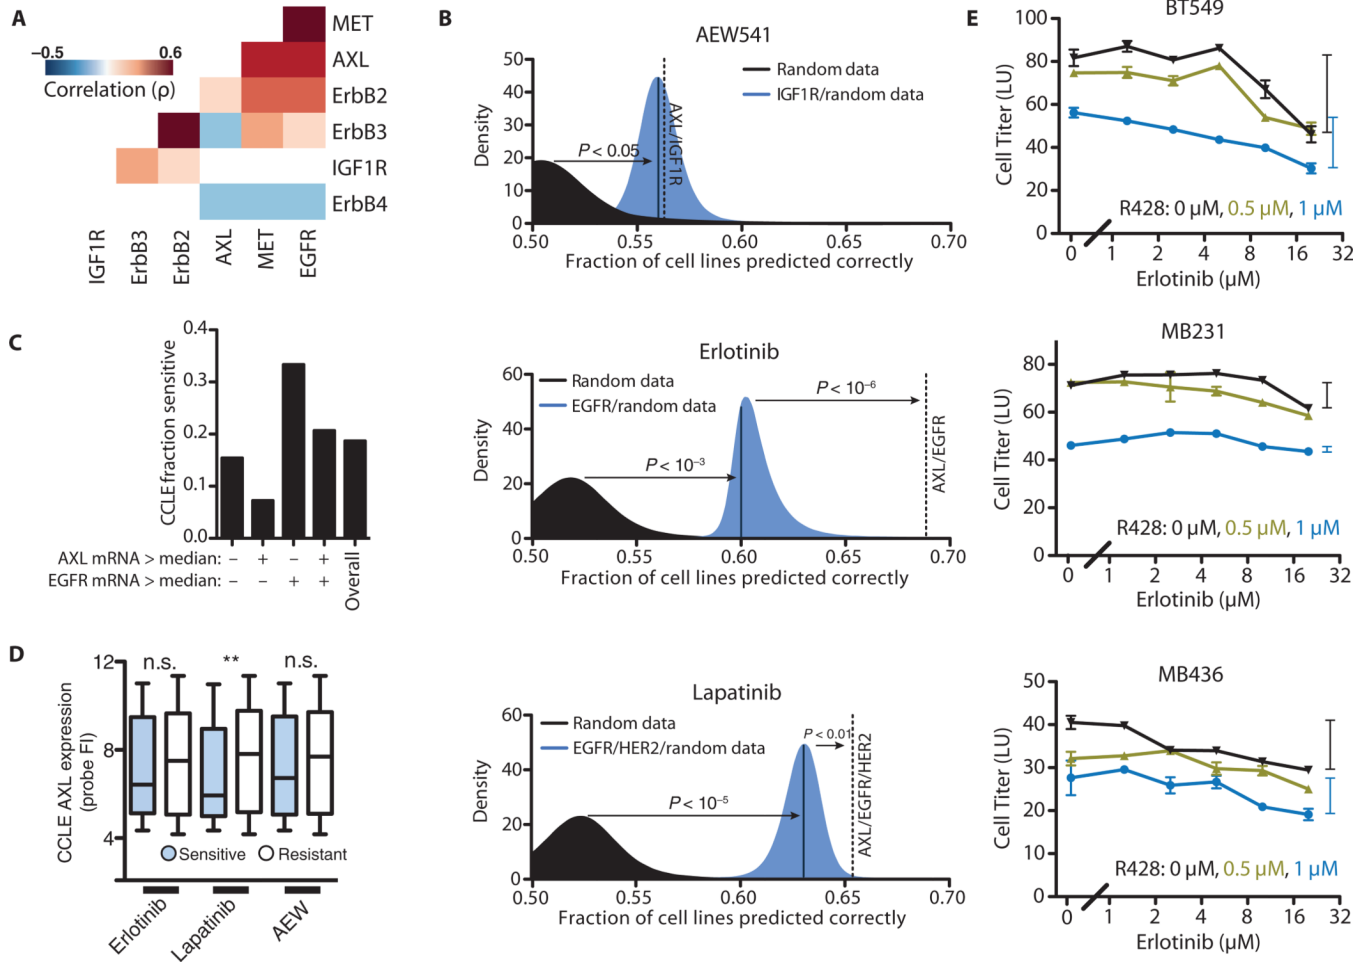 A
−0.5
0.6
Correlation (ρ)
MET
AXL
ErbB2
ErbB3
IGF1R
ErbB4
IGF1R
ErbB3
ErbB2
AXL
MET
EGFR
B
AEW541
Random data
IGF1R/random data
P < 0.05
AXL/IGF1R
Density
50
40
30
20
10
0
0.50
0.55
0.60
0.65
0.70
Fraction of cell lines predicted correctly
Erlotinib
Random data
EGFR/random data
P < 10⁻³
P < 10⁻⁶
AXL/EGFR
Density
60
40
20
0
0.50
0.55
0.60
0.65
0.70
Fraction of cell lines predicted correctly
Lapatinib
Random data
EGFR/HER2/random data
P < 10⁻⁵
P < 0.01
AXL/EGFR/HER2
Density
60
40
20
0
0.50
0.55
0.60
0.65
0.70
Fraction of cell lines predicted correctly
C
CCLE fraction sensitive
0.4
0.3
0.2
0.1
0.0
AXL mRNA > median: − + − +
EGFR mRNA > median: − − + +
Overall
D
CCLE AXL expression
(probe FI)
12
8
4
n.s.
**
n.s.
Sensitive
Resistant
Erlotinib
Lapatinib
AEW
E
BT549
Cell Titer (LU)
100
80
60
40
20
0
R428: 0 µM, 0.5 µM, 1 µM
0 1 2 4 8 16 32
Erlotinib (µM)
MB231
Cell Titer (LU)
80
60
40
20
0
R428: 0 µM, 0.5 µM, 1 µM
0 1 2 4 8 16 32
Erlotinib (µM)
MB436
Cell Titer (LU)
50
40
30
20
10
0
R428: 0 µM, 0.5 µM, 1 µM
0 1 2 4 8 16 32
Erlotinib (µM)